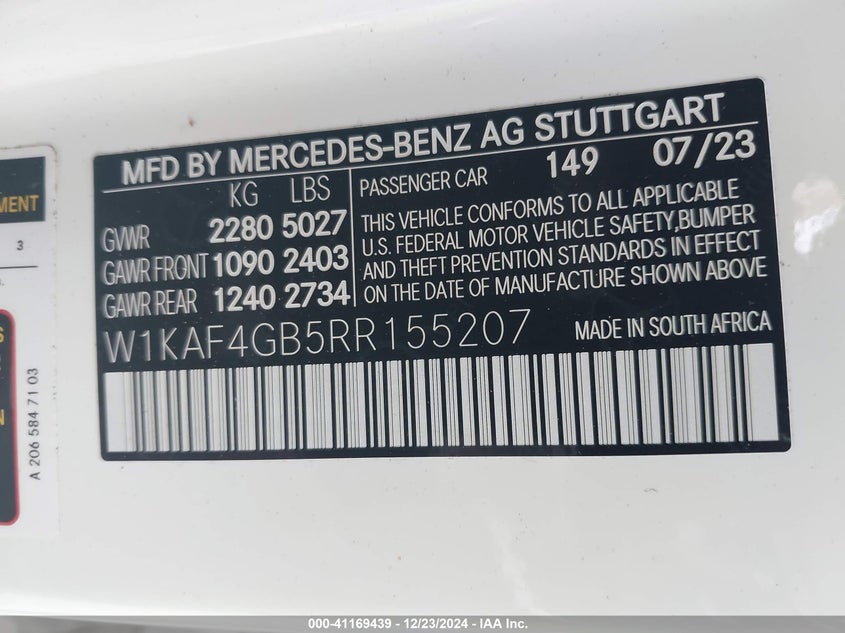 MFD BY MERCEDES-BENZ AG STUTTGART
KG LBS
GVWR 2280 5027
GAWR FRONT 1090 2403
GAWR REAR 1240 2734
PASSENGER CAR 149 07/23
THIS VEHICLE CONFORMS TO ALL APPLICABLE
U.S. FEDERAL MOTOR VEHICLE SAFETY,BUMPER
AND THEFT PREVENTION STANDARDS IN EFFECT
ON THE DATE OF MANUFACTURE SHOWN ABOVE
W1KAF4GB5RR155207 MADE IN SOUTH AFRICA
3
A 206 584 71 03
000-41169439 - 12/23/2024 - IAA Inc.